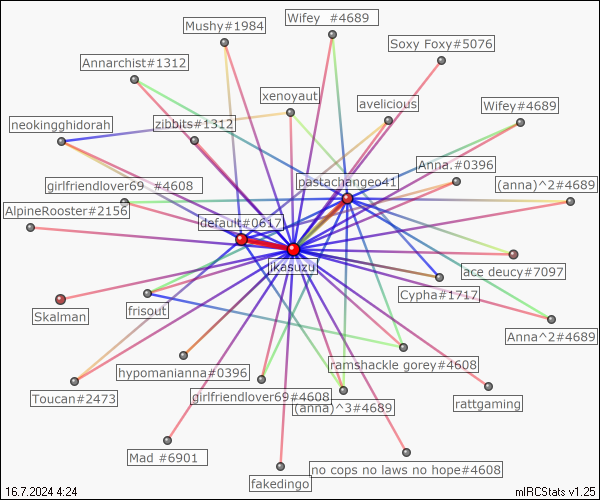 Wifey  #4689
Mushy#1984
Soxy Foxy#5076
Annarchist#1312
xenoyaut
avelicious
Wifey#4689
neokingghidorah
zibbits#1312
Anna.#0396
pastachangeo41
girlfriendlover69  #4608
(anna)^2#4689
AlpineRooster#2156
default#0617
ikasuzu
ace deucy#7097
Cypha#1717
Skalman
frisout
Anna^2#4689
ramshackle gorey#4608
hypomanianna#0396
Toucan#2473
girlfriendlover69#4608
(anna)^3#4689
rattgaming
Mad #6901
no cops no laws no hope#4608
fakedingo
16.7.2024 4:24
mIRCStats v1.25